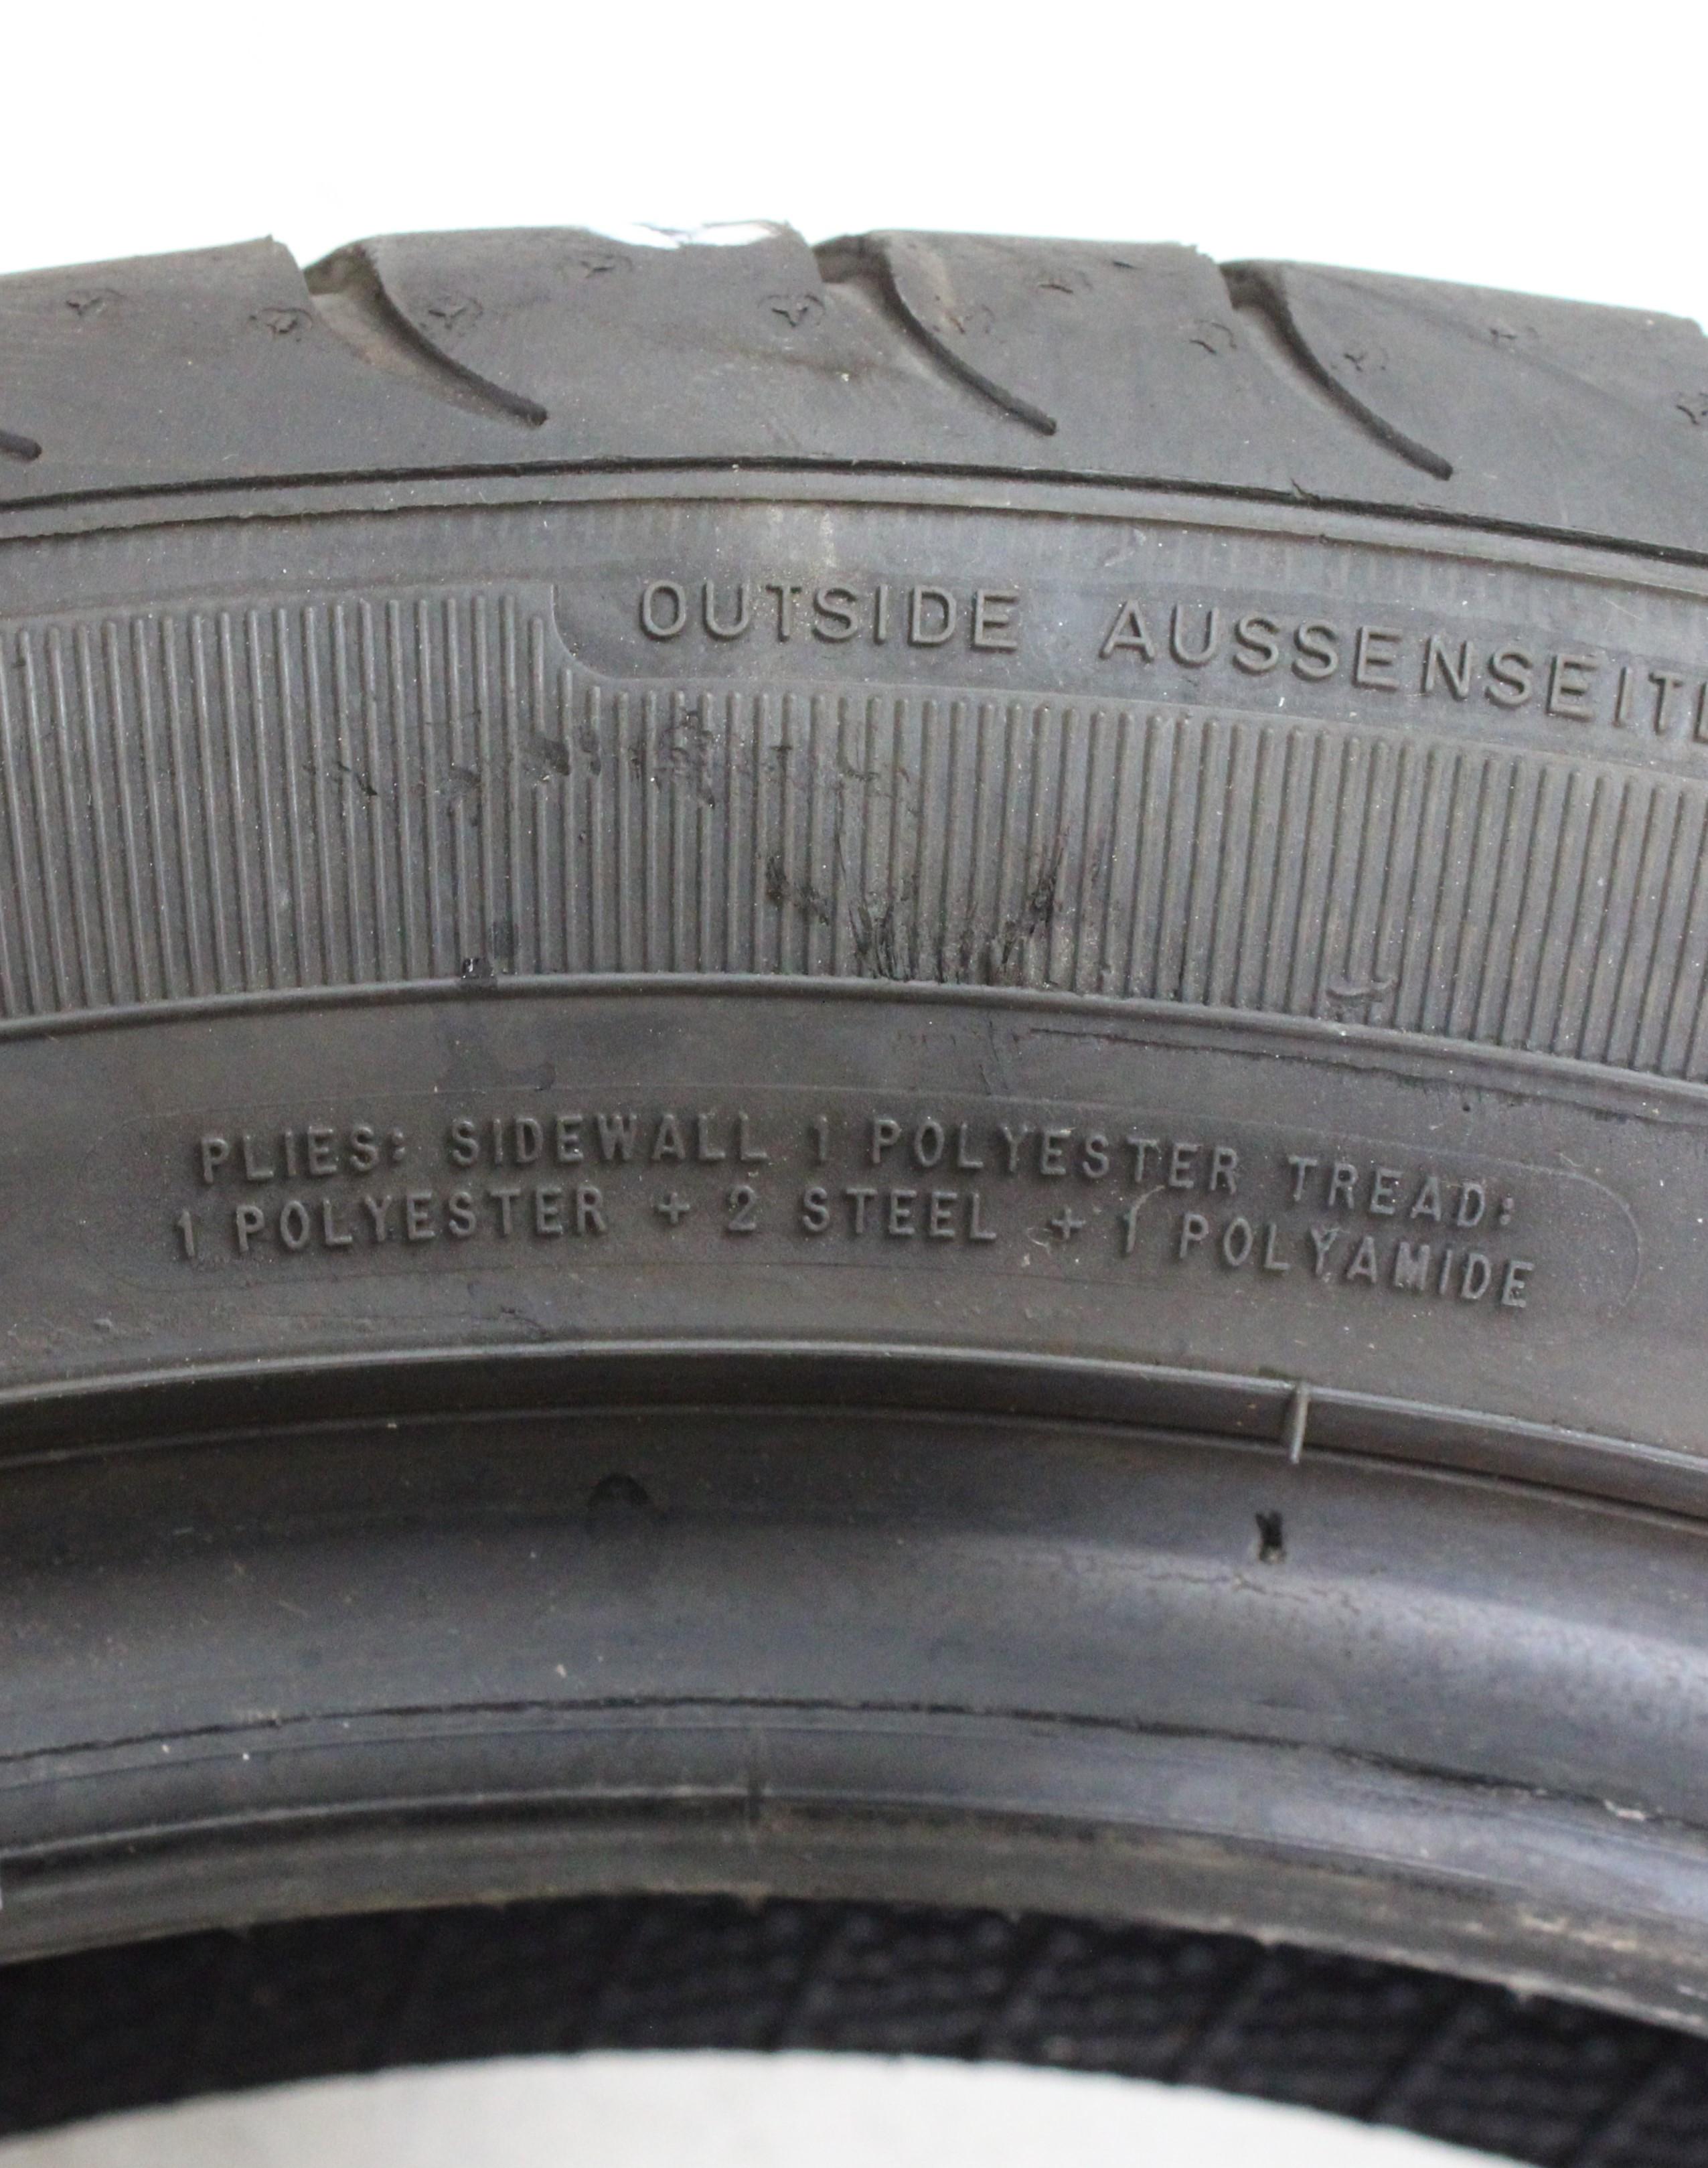 OUTSIDE AUSSENSEITE
PLIES: SIDEWALL 1 POLYESTER TREAD:
1 POLYESTER + 2 STEEL + 1 POLYAMIDE